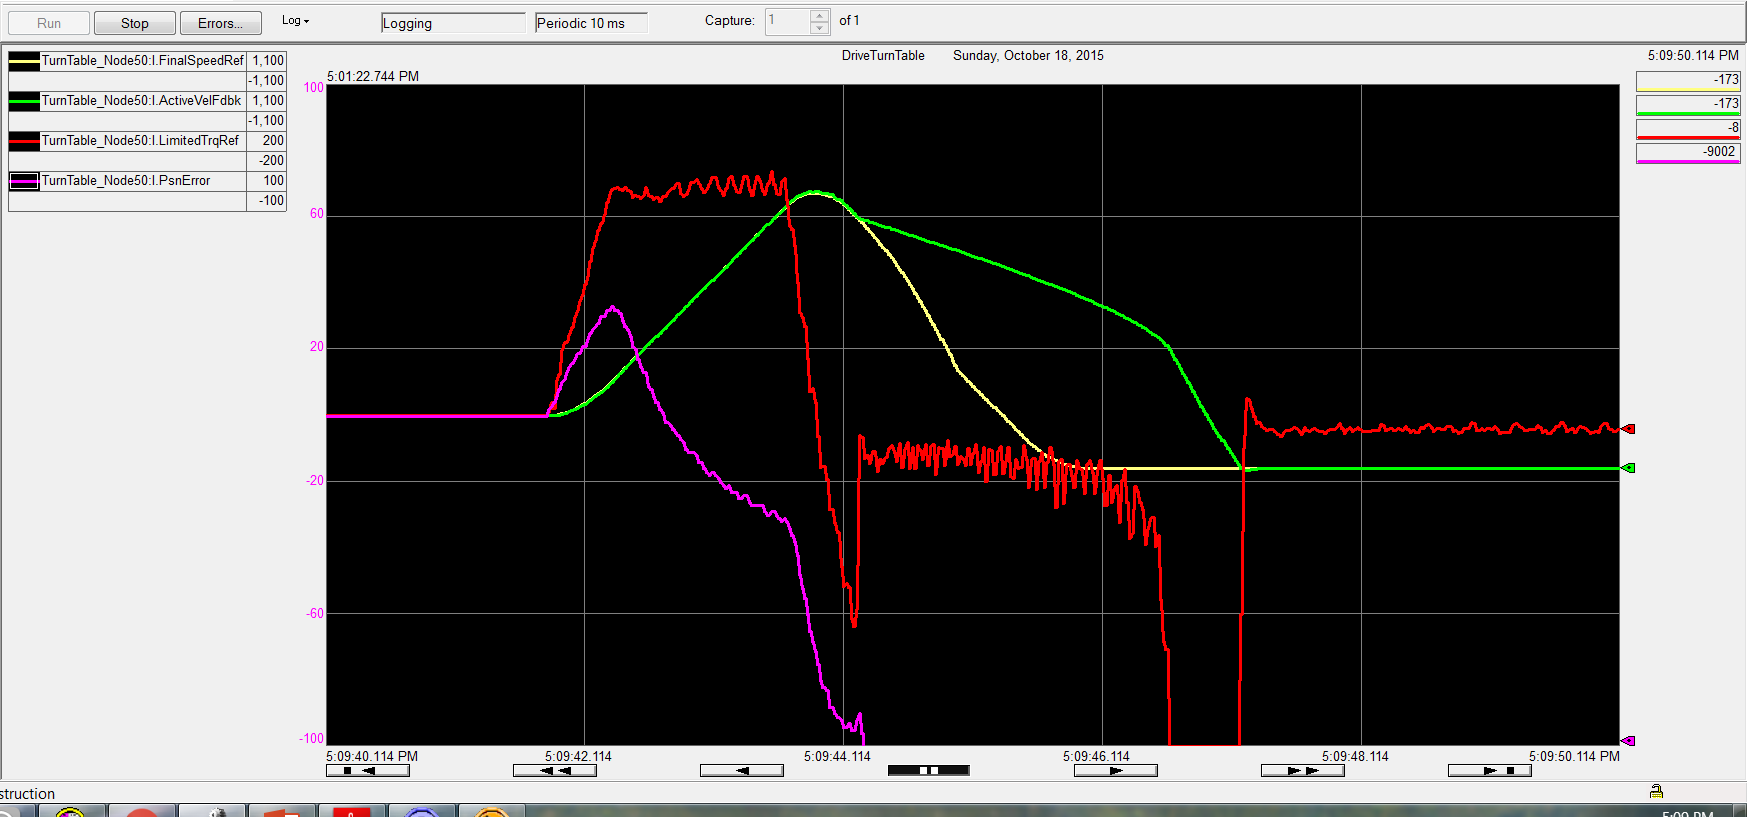 Run Stop Errors... Log Logging Periodic 10 ms Capture: 1 of 1
DriveTurnTable Sunday, October 18, 2015 5:09:50.114 PM
TurnTable_Node50:I.FinalSpeedRef 1,100
-1,100
TurnTable_Node50:I.ActiveVelFdbk 1,100
-1,100
TurnTable_Node50:I.LimitedTrqRef 200
-200
TurnTable_Node50:I.PsnError 100
-100
5:01:22.744 PM
-173
-173
-8
-9002
100
60
20
-20
-60
-100
5:09:40.114 PM 5:09:42.114 5:09:44.114 5:09:46.114 5:09:48.114 5:09:50.114 PM
struction